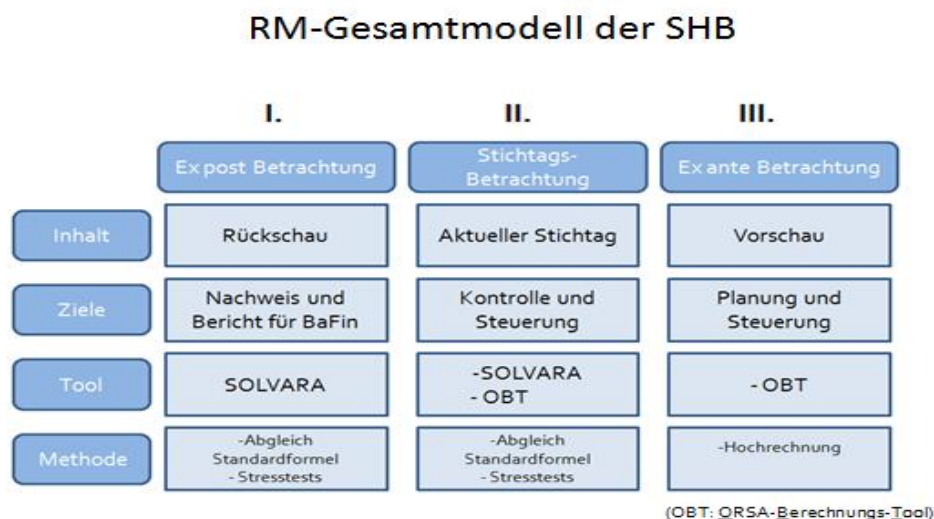 RM-Gesamtmodell der SHB
I.
II.
III.
Ex post Betrachtung
Stichtags-
Betrachtung
Ex ante Betrachtung
Inhalt
Rückschau
Aktueller Stichtag
Vorschau
Ziele
Nachweis und
Bericht für BaFin
Kontrolle und
Steuerung
Planung und
Steuerung
Tool
SOLVARA
-SOLVARA
- OBT
- OBT
Methode
-Abgleich
Standardformel
- Stresstests
-Abgleich
Standardformel
- Stresstests
-Hochrechnung
(OBT: ORSA-Berechnungs-Tool)